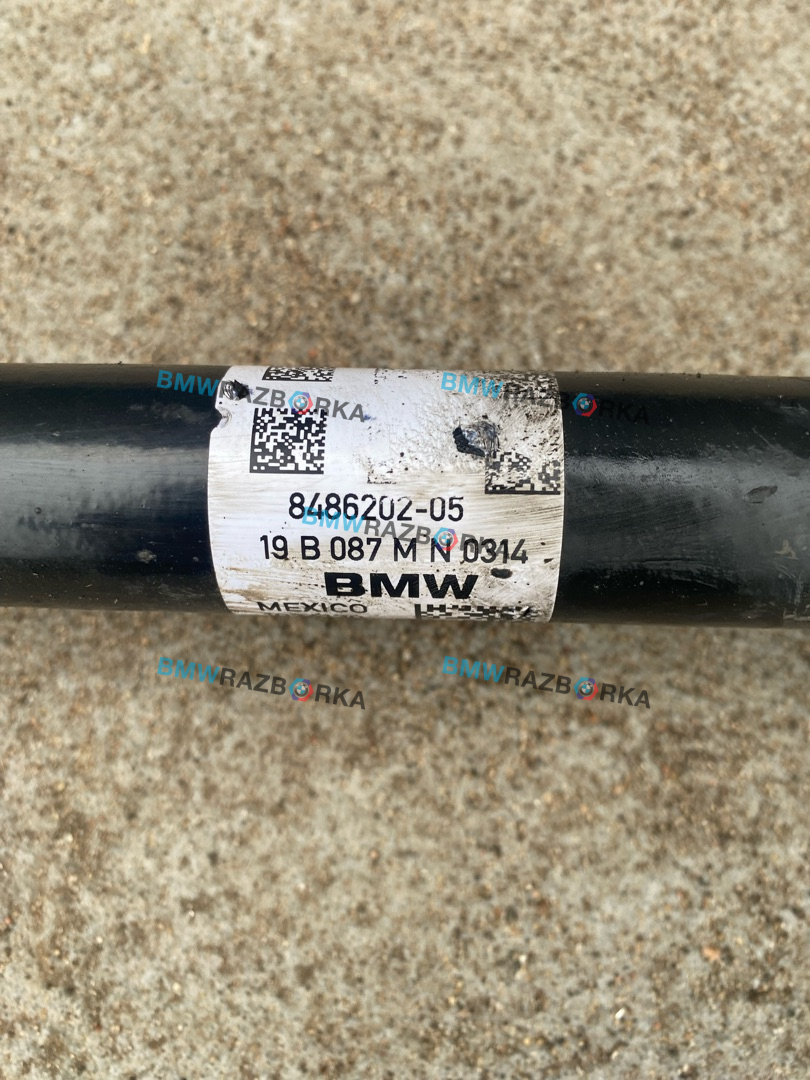 BMWRAZBORKA
BMWRAZBORKA
8486202-05
BMWRAZBORKA
19 B 087 M N 0314
BMW
MEXICO
BMWRAZBORKA
BMWRAZBORKA